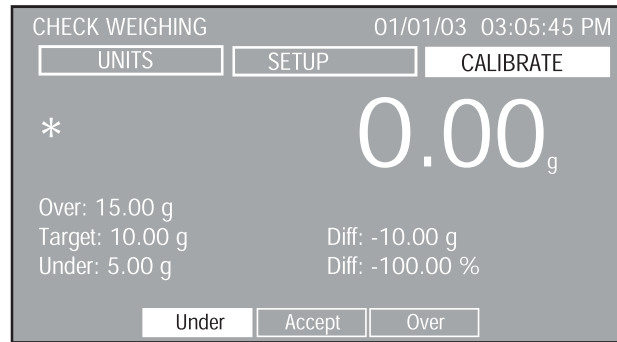 CHECK WEIGHING 01/01/03 03:05:45 PM
UNITS SETUP CALIBRATE
* 0.00 g
Over: 15.00 g
Target: 10.00 g Diff: -10.00 g
Under: 5.00 g Diff: -100.00 %
Under Accept Over